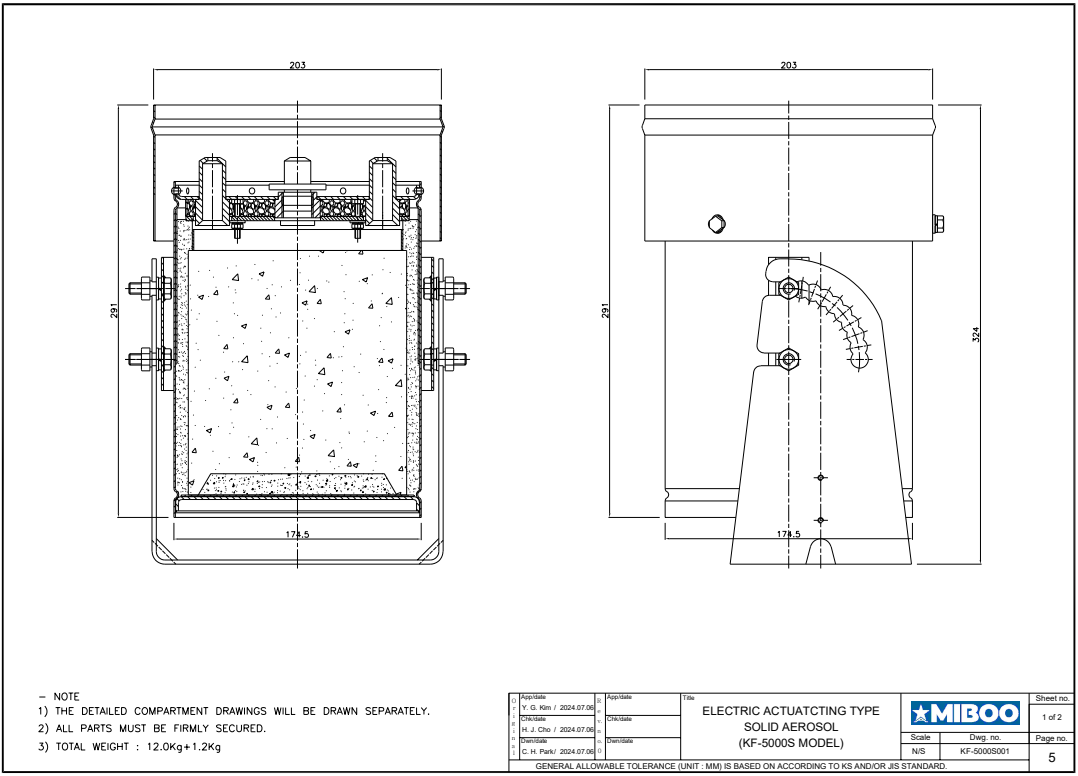 203
203
291
291
324
174.5
174.5
— NOTE
1) THE DETAILED COMPARTMENT DRAWINGS WILL BE DRAWN SEPARATELY.
2) ALL PARTS MUST BE FIRMLY SECURED.
3) TOTAL WEIGHT : 12.0Kg+1.2Kg
Original
App/date
Y. G. Kim / 2024.07.06
Chk/date
H. J. Cho / 2024.07.06
Dwn/date
C. H. Park/ 2024.07.06
Rev.no.0
App/date
Chk/date
Dwn/date
Title
ELECTRIC ACTUATCTING TYPE
SOLID AEROSOL
(KF-5000S MODEL)
MIBOO
Scale
Dwg. no.
N/S
KF-5000S001
Sheet no.
1 of 2
Page no.
5
GENERAL ALLOWABLE TOLERANCE (UNIT : MM) IS BASED ON ACCORDING TO KS AND/OR JIS STANDARD.